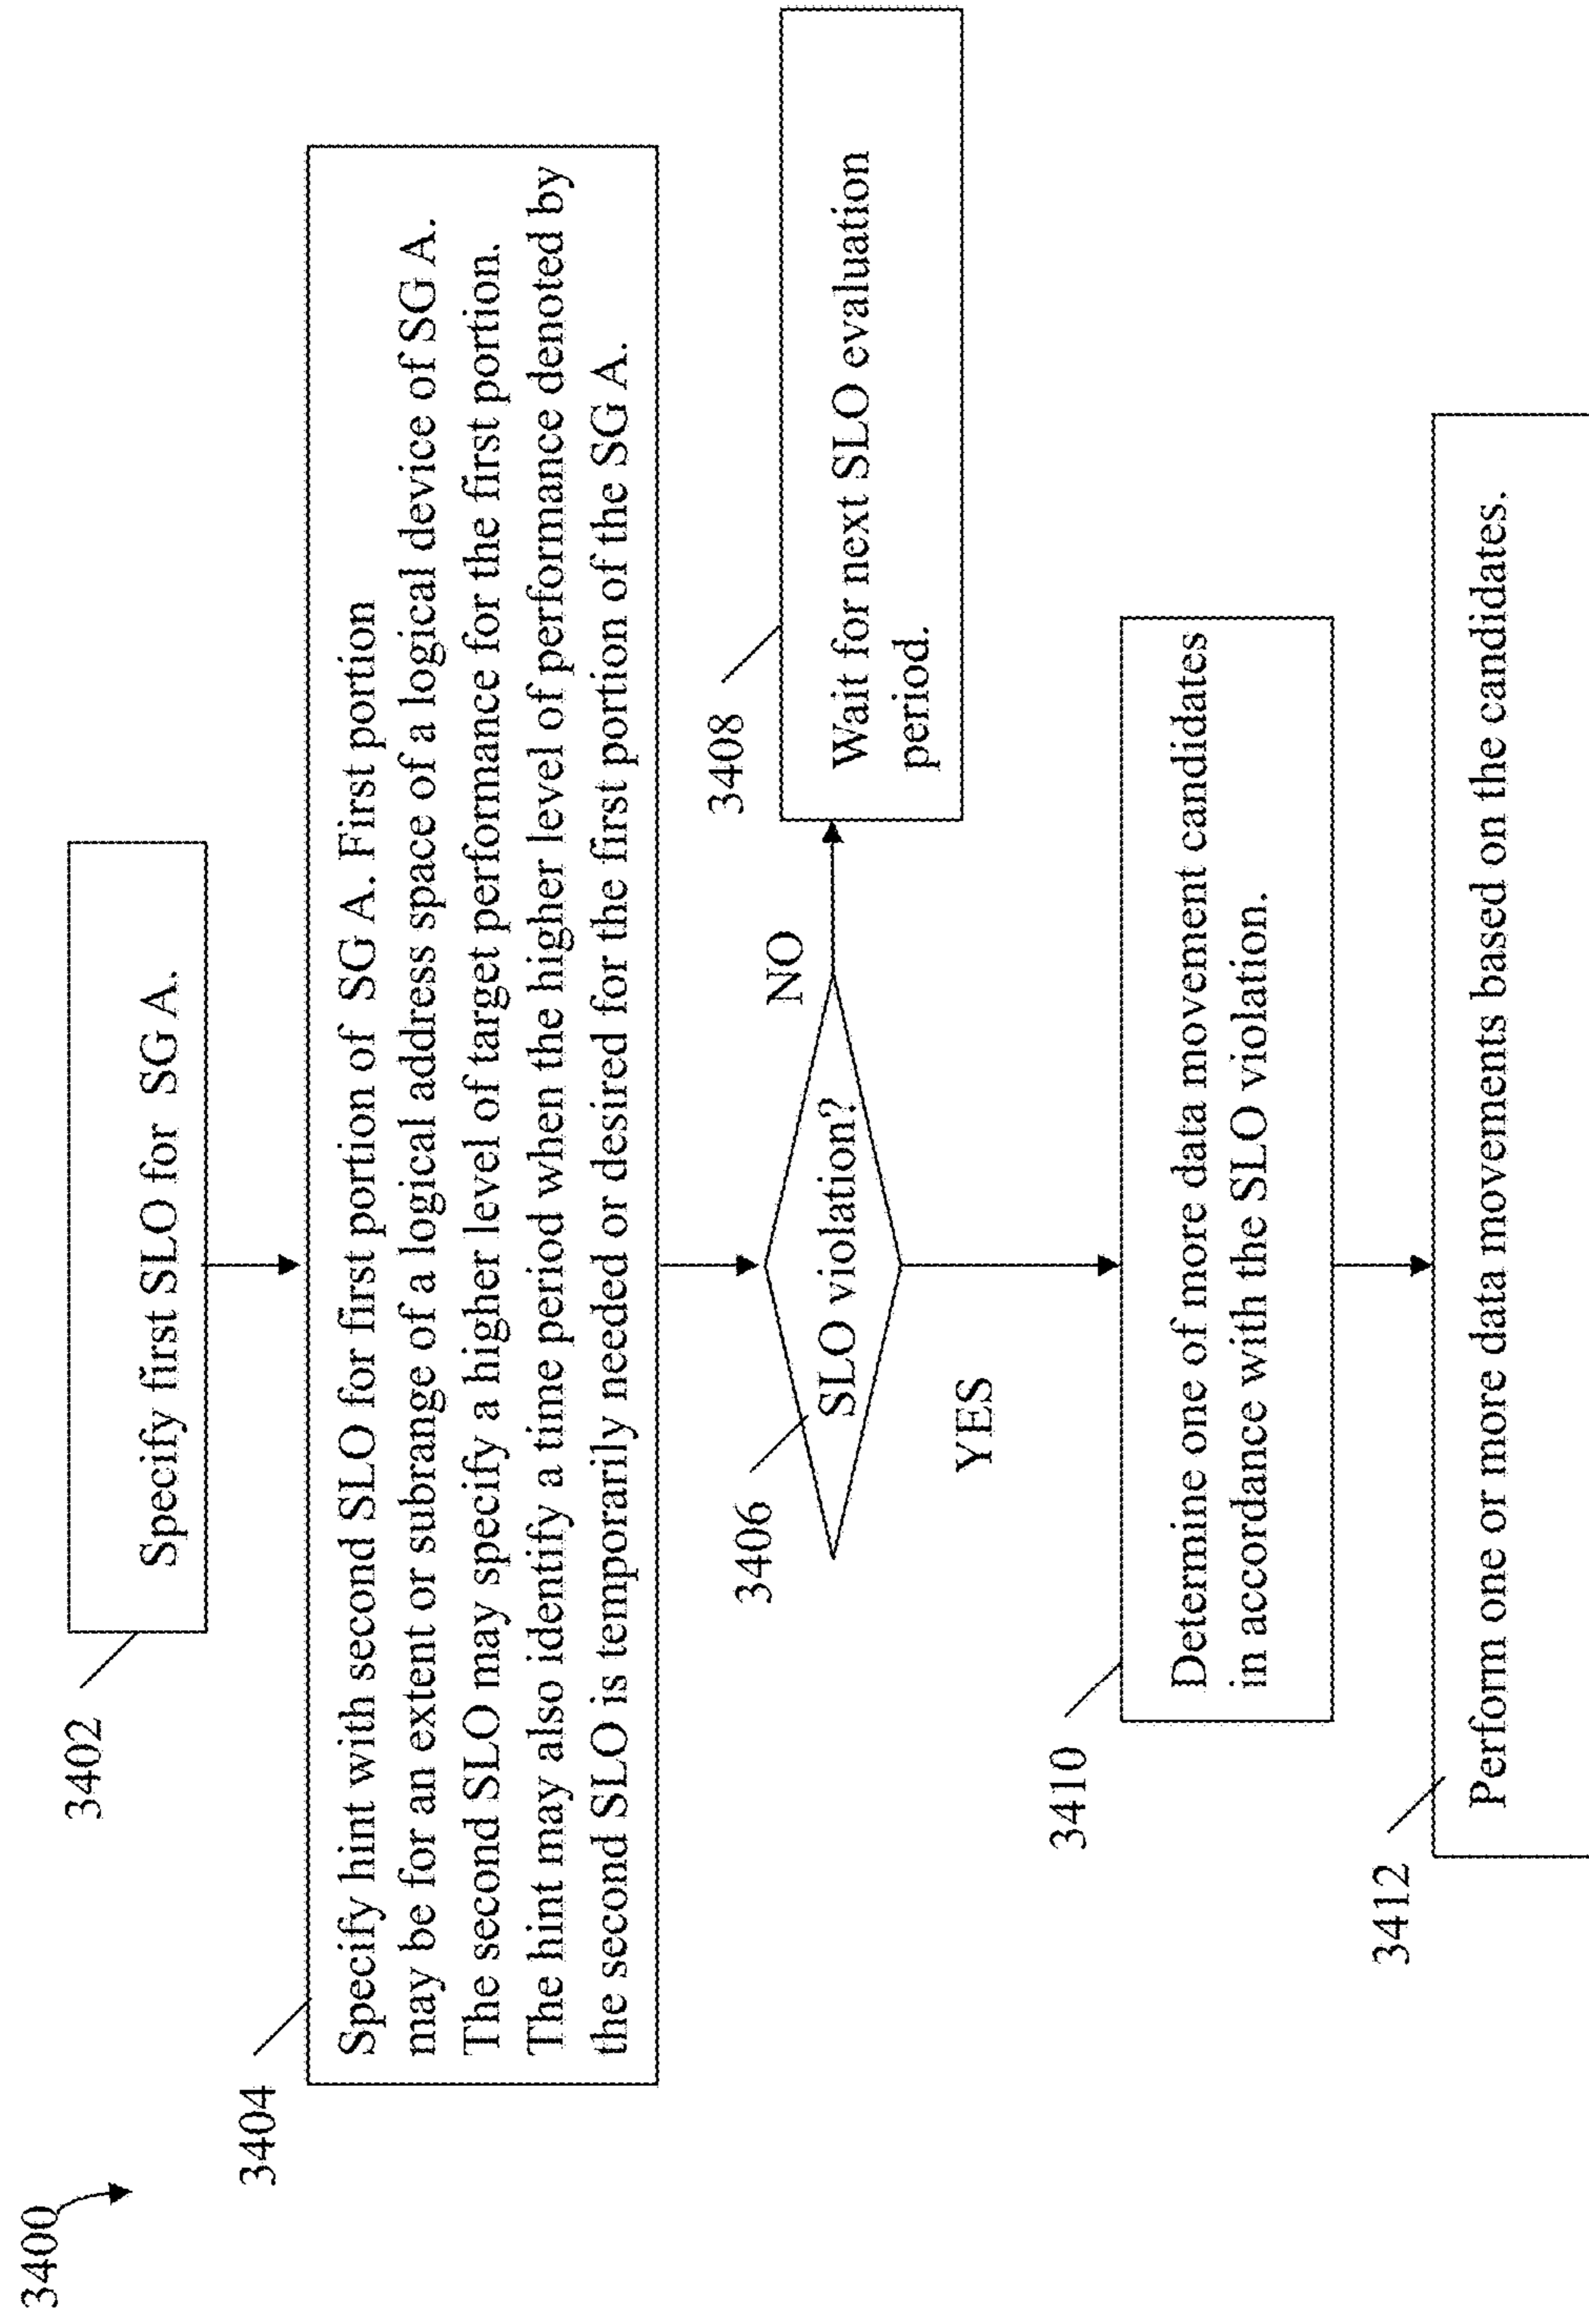 3400
3402
Specify first SLO for SG A.
3404
Specify hint with second SLO for first portion of SG A. First portion
may be for an extent or subrange of a logical address space of a logical device of SG A.
The second SLO may specify a higher level of target performance for the first portion.
The hint may also identify a time period when the higher level of performance denoted by
the second SLO is temporarily needed or desired for the first portion of the SG A.
3406
SLO violation?
NO
3408
Wait for next SLO evaluation
period.
YES
3410
Determine one of more data movement candidates
in accordance with the SLO violation.
3412
Perform one or more data movements based on the candidates.